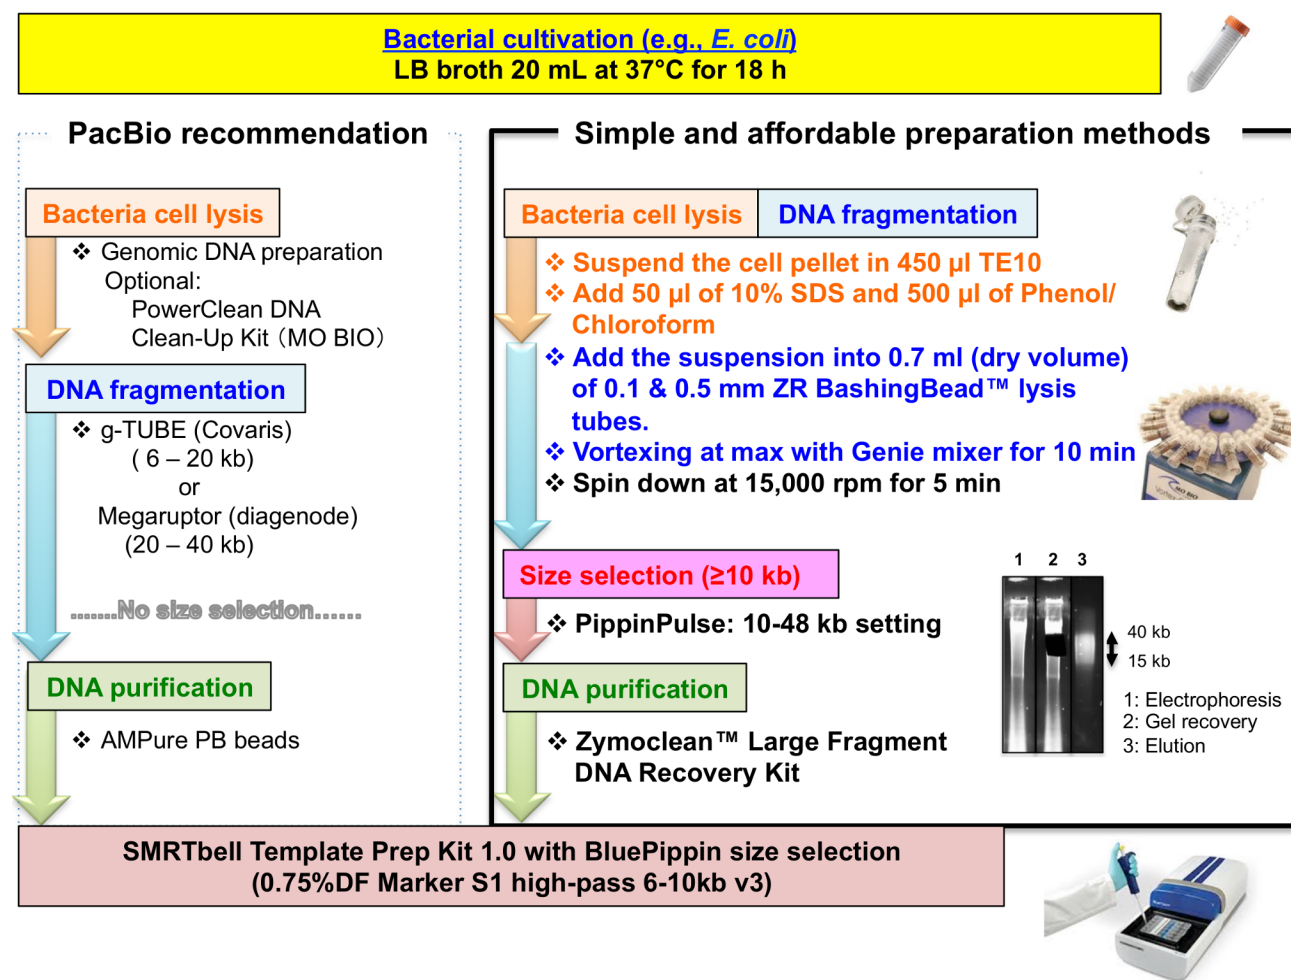 Bacterial cultivation (e.g., E. coli)
LB broth 20 mL at 37°C for 18 h
PacBio recommendation
Bacteria cell lysis
❖ Genomic DNA preparation
Optional:
PowerClean DNA
Clean-Up Kit（MO BIO）
DNA fragmentation
❖ g-TUBE (Covaris)
( 6 – 20 kb)
or
Megaruptor (diagenode)
(20 – 40 kb)
.......No size selection......
DNA purification
❖ AMPure PB beads
Simple and affordable preparation methods
Bacteria cell lysis
DNA fragmentation
❖ Suspend the cell pellet in 450 µl TE10
❖ Add 50 µl of 10% SDS and 500 µl of Phenol/
Chloroform
❖ Add the suspension into 0.7 ml (dry volume)
of 0.1 & 0.5 mm ZR BashingBead™ lysis
tubes.
❖ Vortexing at max with Genie mixer for 10 min
❖ Spin down at 15,000 rpm for 5 min
MO BIO
Size selection (≥10 kb)
❖ PippinPulse: 10-48 kb setting
DNA purification
❖ Zymoclean™ Large Fragment
DNA Recovery Kit
1 2 3
40 kb
15 kb
1: Electrophoresis
2: Gel recovery
3: Elution
SMRTbell Template Prep Kit 1.0 with BluePippin size selection
(0.75%DF Marker S1 high-pass 6-10kb v3)